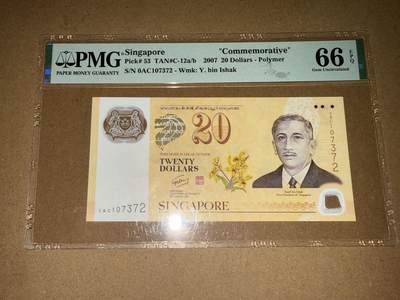 PMG
PAPER MONEY GUARANTY
Singapore "Commemorative"
Pick# 53 TAN#C-12a/b 2007 20 Dollars - Polymer
S/N 0AC107372 - Wmk: Y. bin Ishak
66 EPQ
Gem Uncirculated
20
TWENTY
DOLLARS
SINGAPORE
0AC107372
0AC107372